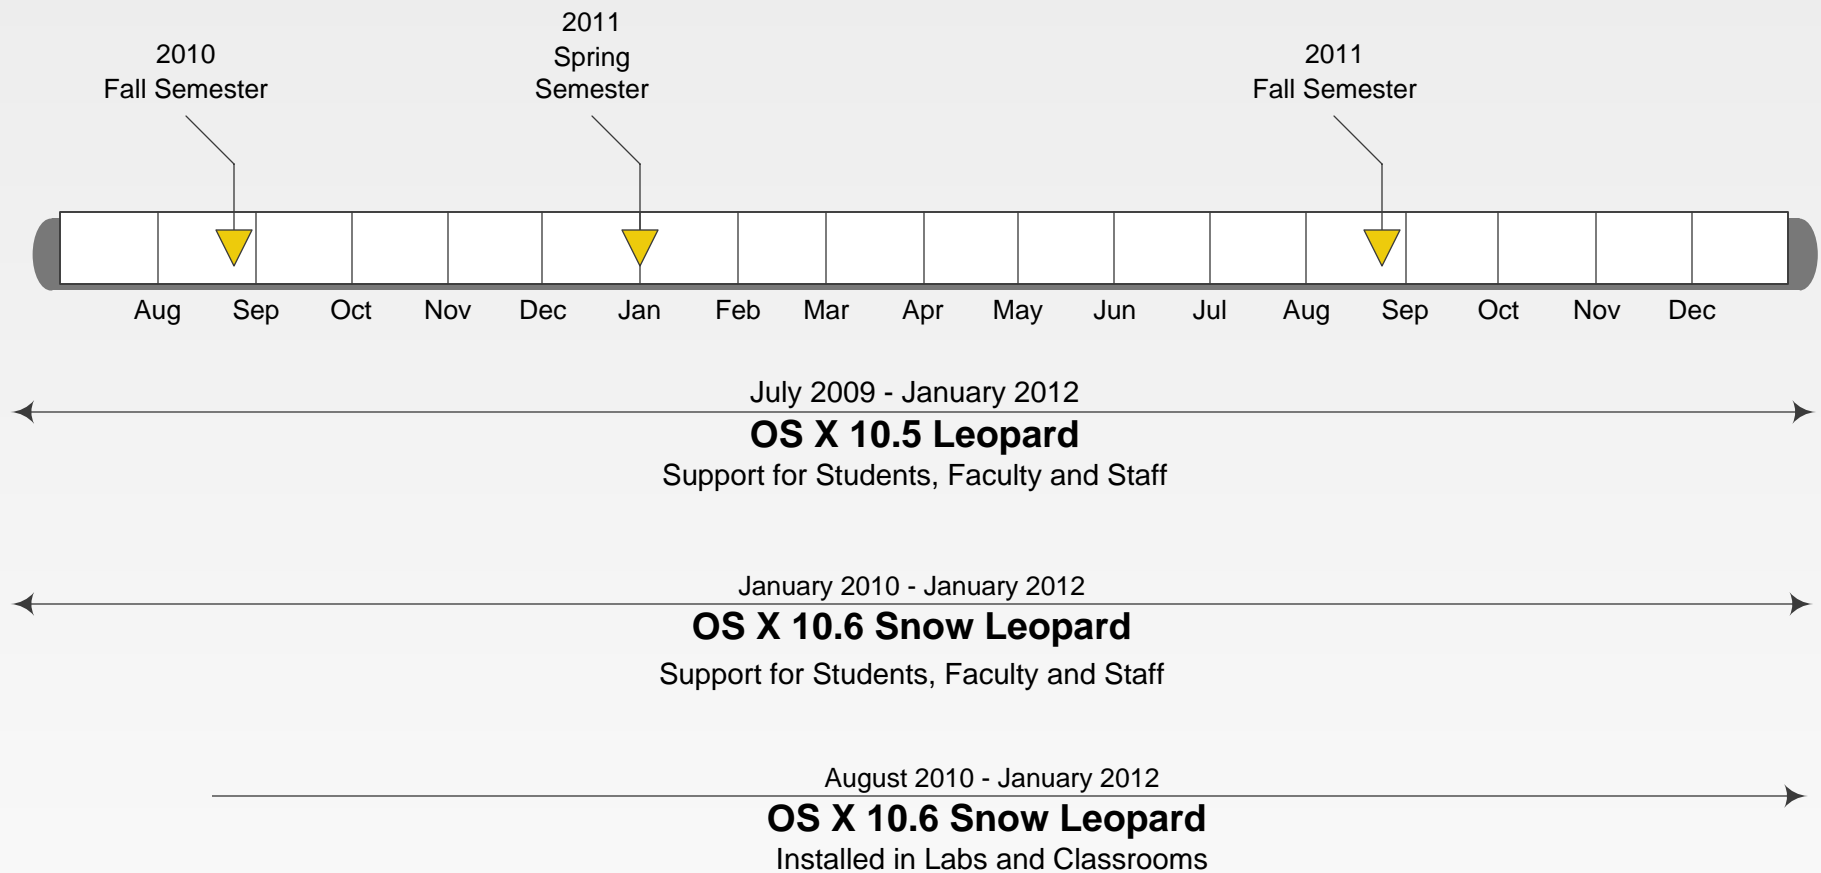 2010
Fall Semester
2011
Spring
Semester
2011
Fall Semester
Aug Sep Oct Nov Dec Jan Feb Mar Apr May Jun Jul Aug Sep Oct Nov Dec
July 2009 - January 2012
OS X 10.5 Leopard
Support for Students, Faculty and Staff
January 2010 - January 2012
OS X 10.6 Snow Leopard
Support for Students, Faculty and Staff
August 2010 - January 2012
OS X 10.6 Snow Leopard
Installed in Labs and Classrooms